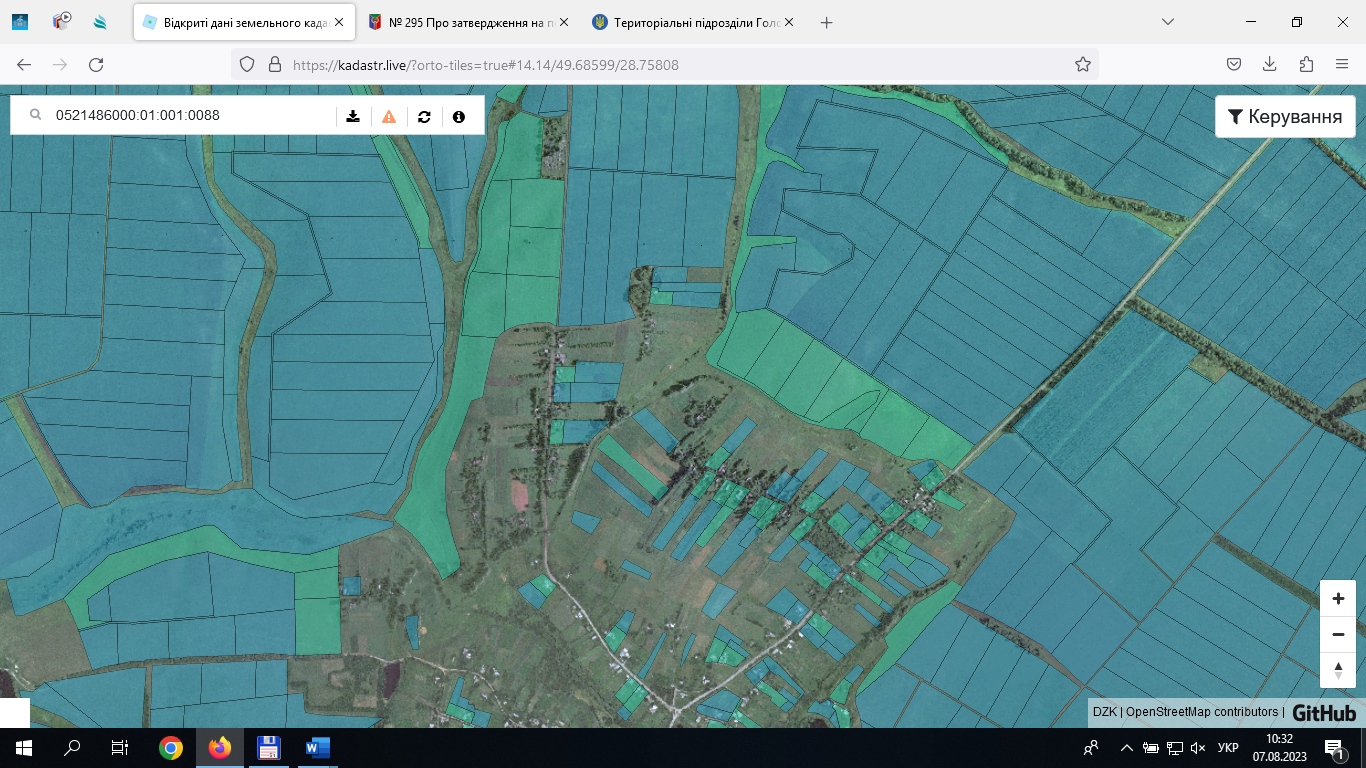 Відкриті дані земельного када
№ 295 Про затвердження на п
Територіальні підрозділи Голо
https://kadastr.live/?orto-tiles=true#14.14/49.68599/28.75808
0521486000:01:001:0088
Керування
+
−
DZK | OpenStreetMap contributors | GitHub
УКР
10:32
07.08.2023
1